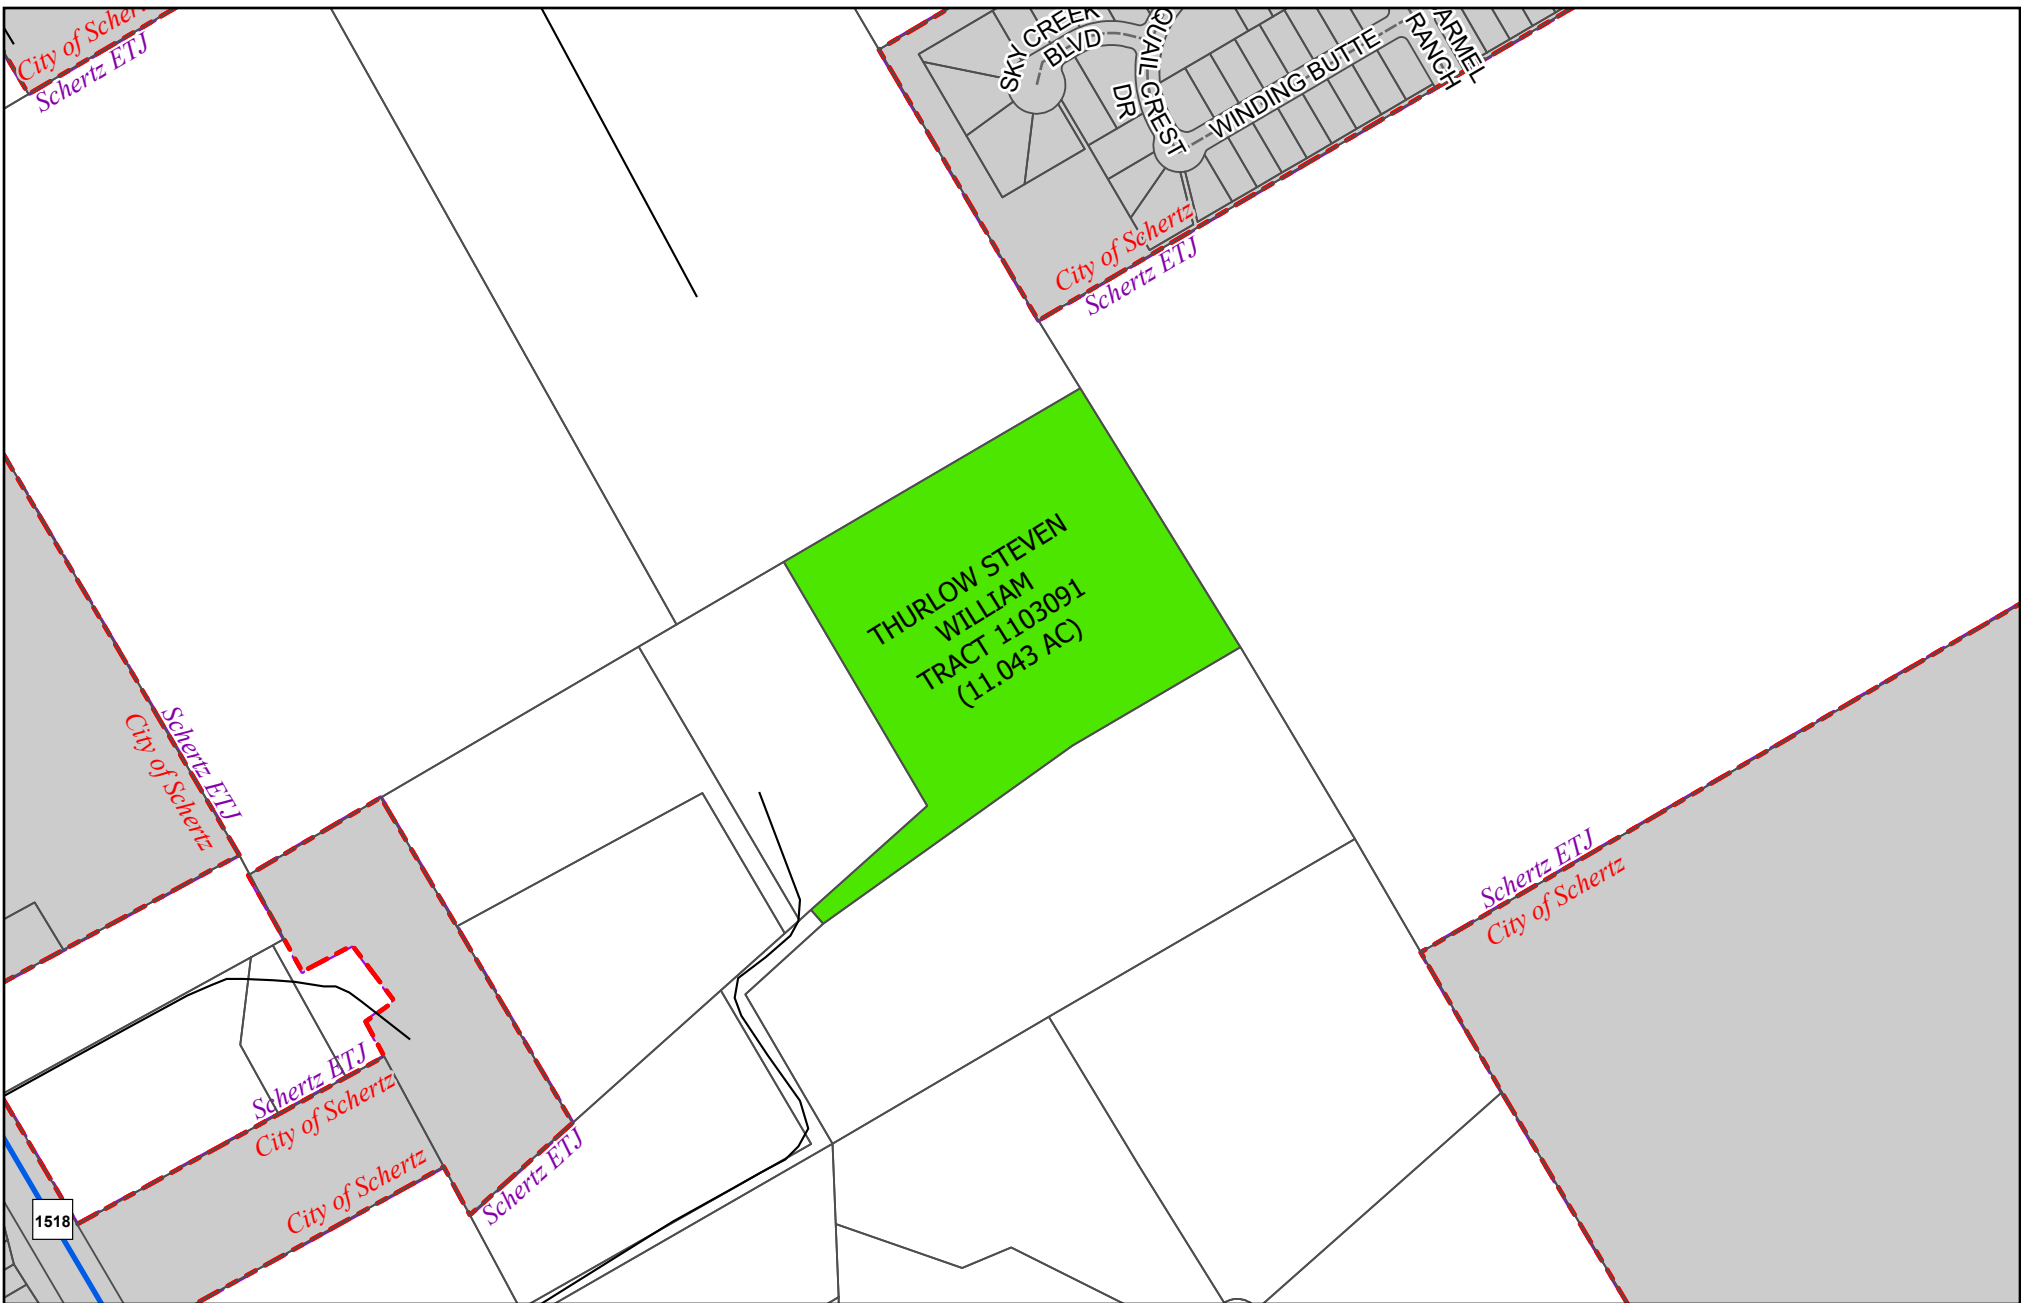 City of Schertz
Schertz ETJ
SKY CREEK
BLVD
QUAIL CREST
DR
WINDING BUTTE
ARMEL
RANCH
City of Schertz
Schertz ETJ
THURLOW STEVEN
WILLIAM
TRACT 1103091
(11.043 AC)
Schertz ETJ
City of Schertz
Schertz ETJ
City of Schertz
Schertz ETJ
City of Schertz
City of Schertz
Schertz ETJ
1518